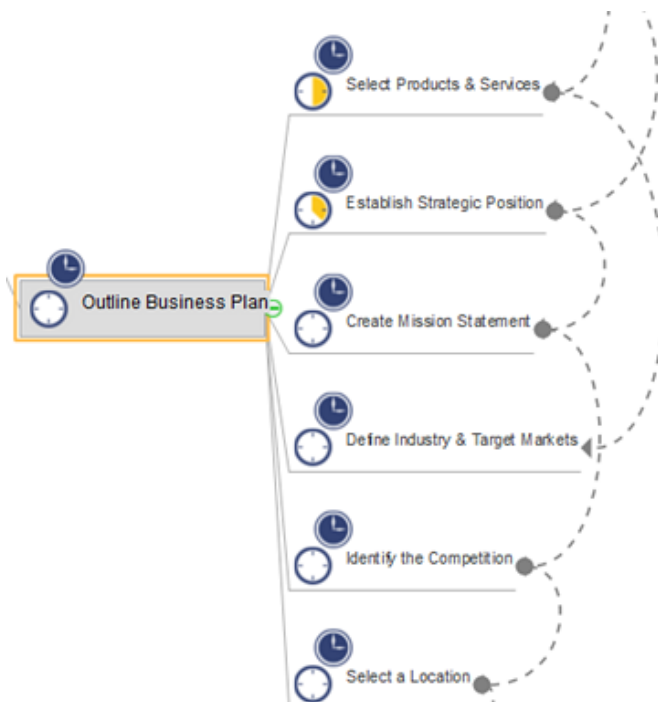 Select Products & Services
Establish Strategic Position
Outline Business Plan
Create Mission Statement
Define Industry & Target Markets
Identify the Competition
Select a Location